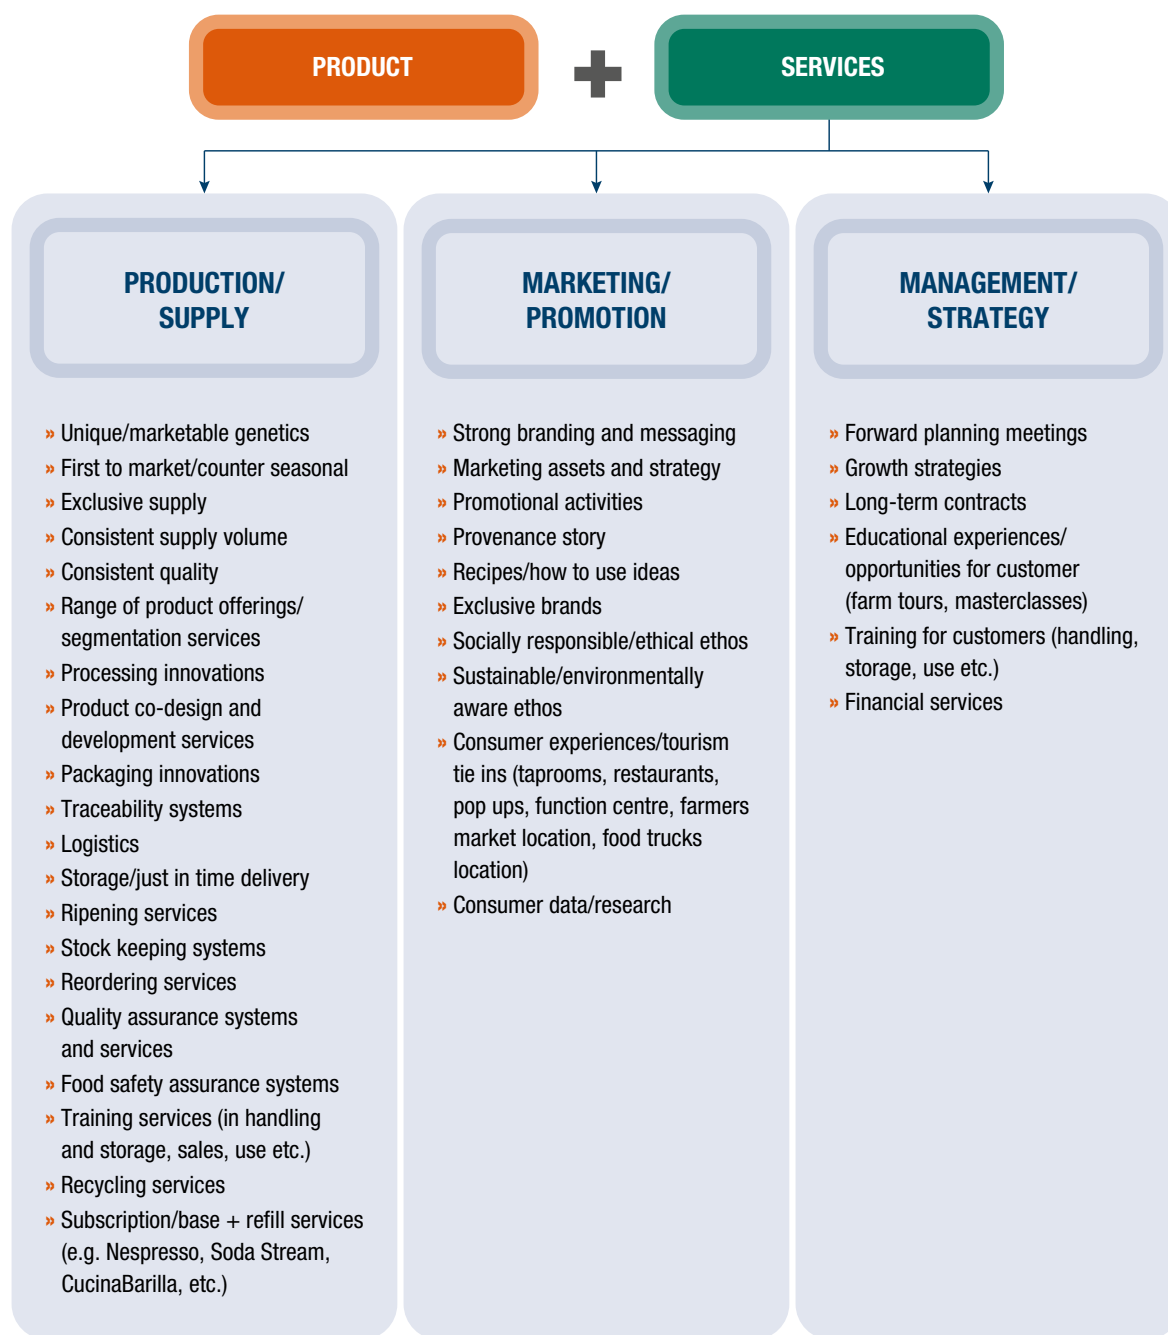 PRODUCT
SERVICES
PRODUCTION/
SUPPLY
» Unique/marketable genetics
» First to market/counter seasonal
» Exclusive supply
» Consistent supply volume
» Consistent quality
» Range of product offerings/
segmentation services
» Processing innovations
» Product co-design and
development services
» Packaging innovations
» Traceability systems
» Logistics
» Storage/just in time delivery
» Ripening services
» Stock keeping systems
» Reordering services
» Quality assurance systems
and services
» Food safety assurance systems
» Training services (in handling
and storage, sales, use etc.)
» Recycling services
» Subscription/base + refill services
(e.g. Nespresso, Soda Stream,
CucinaBarilla, etc.)
MARKETING/
PROMOTION
» Strong branding and messaging
» Marketing assets and strategy
» Promotional activities
» Provenance story
» Recipes/how to use ideas
» Exclusive brands
» Socially responsible/ethical ethos
» Sustainable/environmentally
aware ethos
» Consumer experiences/tourism
tie ins (taprooms, restaurants,
pop ups, function centre, farmers
market location, food trucks
location)
» Consumer data/research
MANAGEMENT/
STRATEGY
» Forward planning meetings
» Growth strategies
» Long-term contracts
» Educational experiences/
opportunities for customer
(farm tours, masterclasses)
» Training for customers (handling,
storage, use etc.)
» Financial services